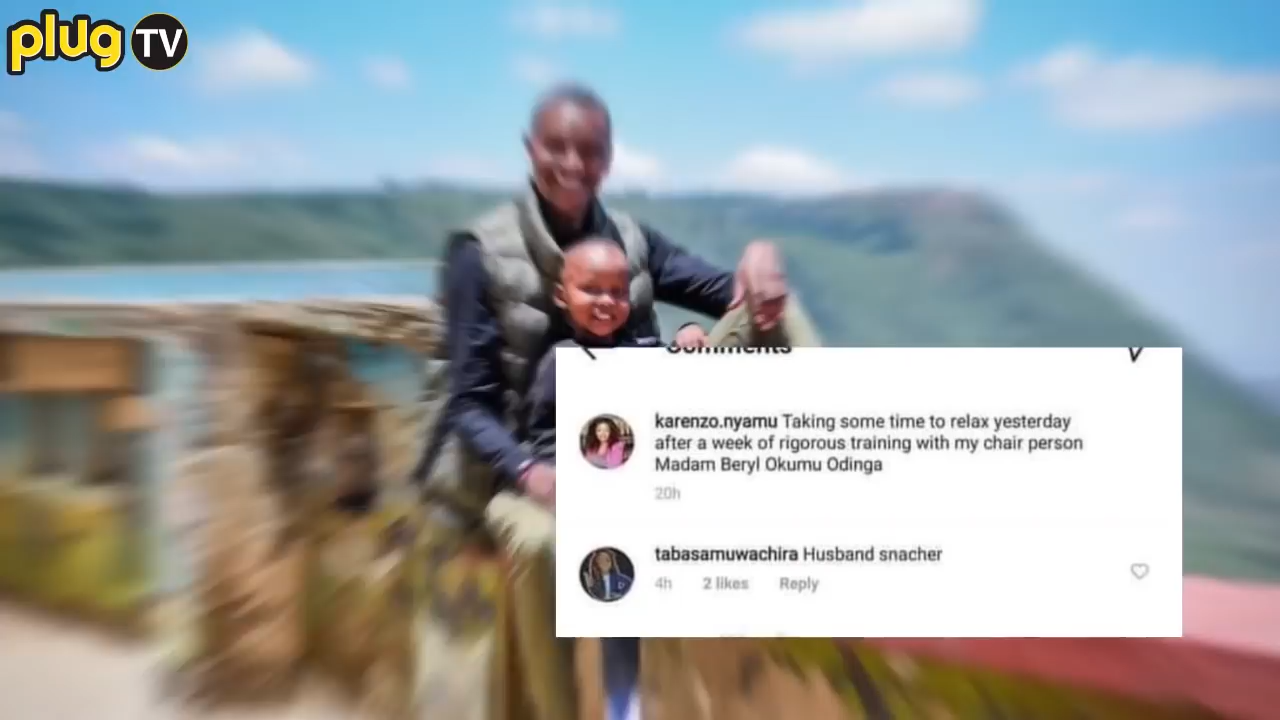 plug TV
Comments
karenzo.nyamu Taking some time to relax yesterday
after a week of rigorous training with my chair person
Madam Beryl Okumu Odinga
20h
tabasamuwachira Husband snacher
4h 2 likes Reply